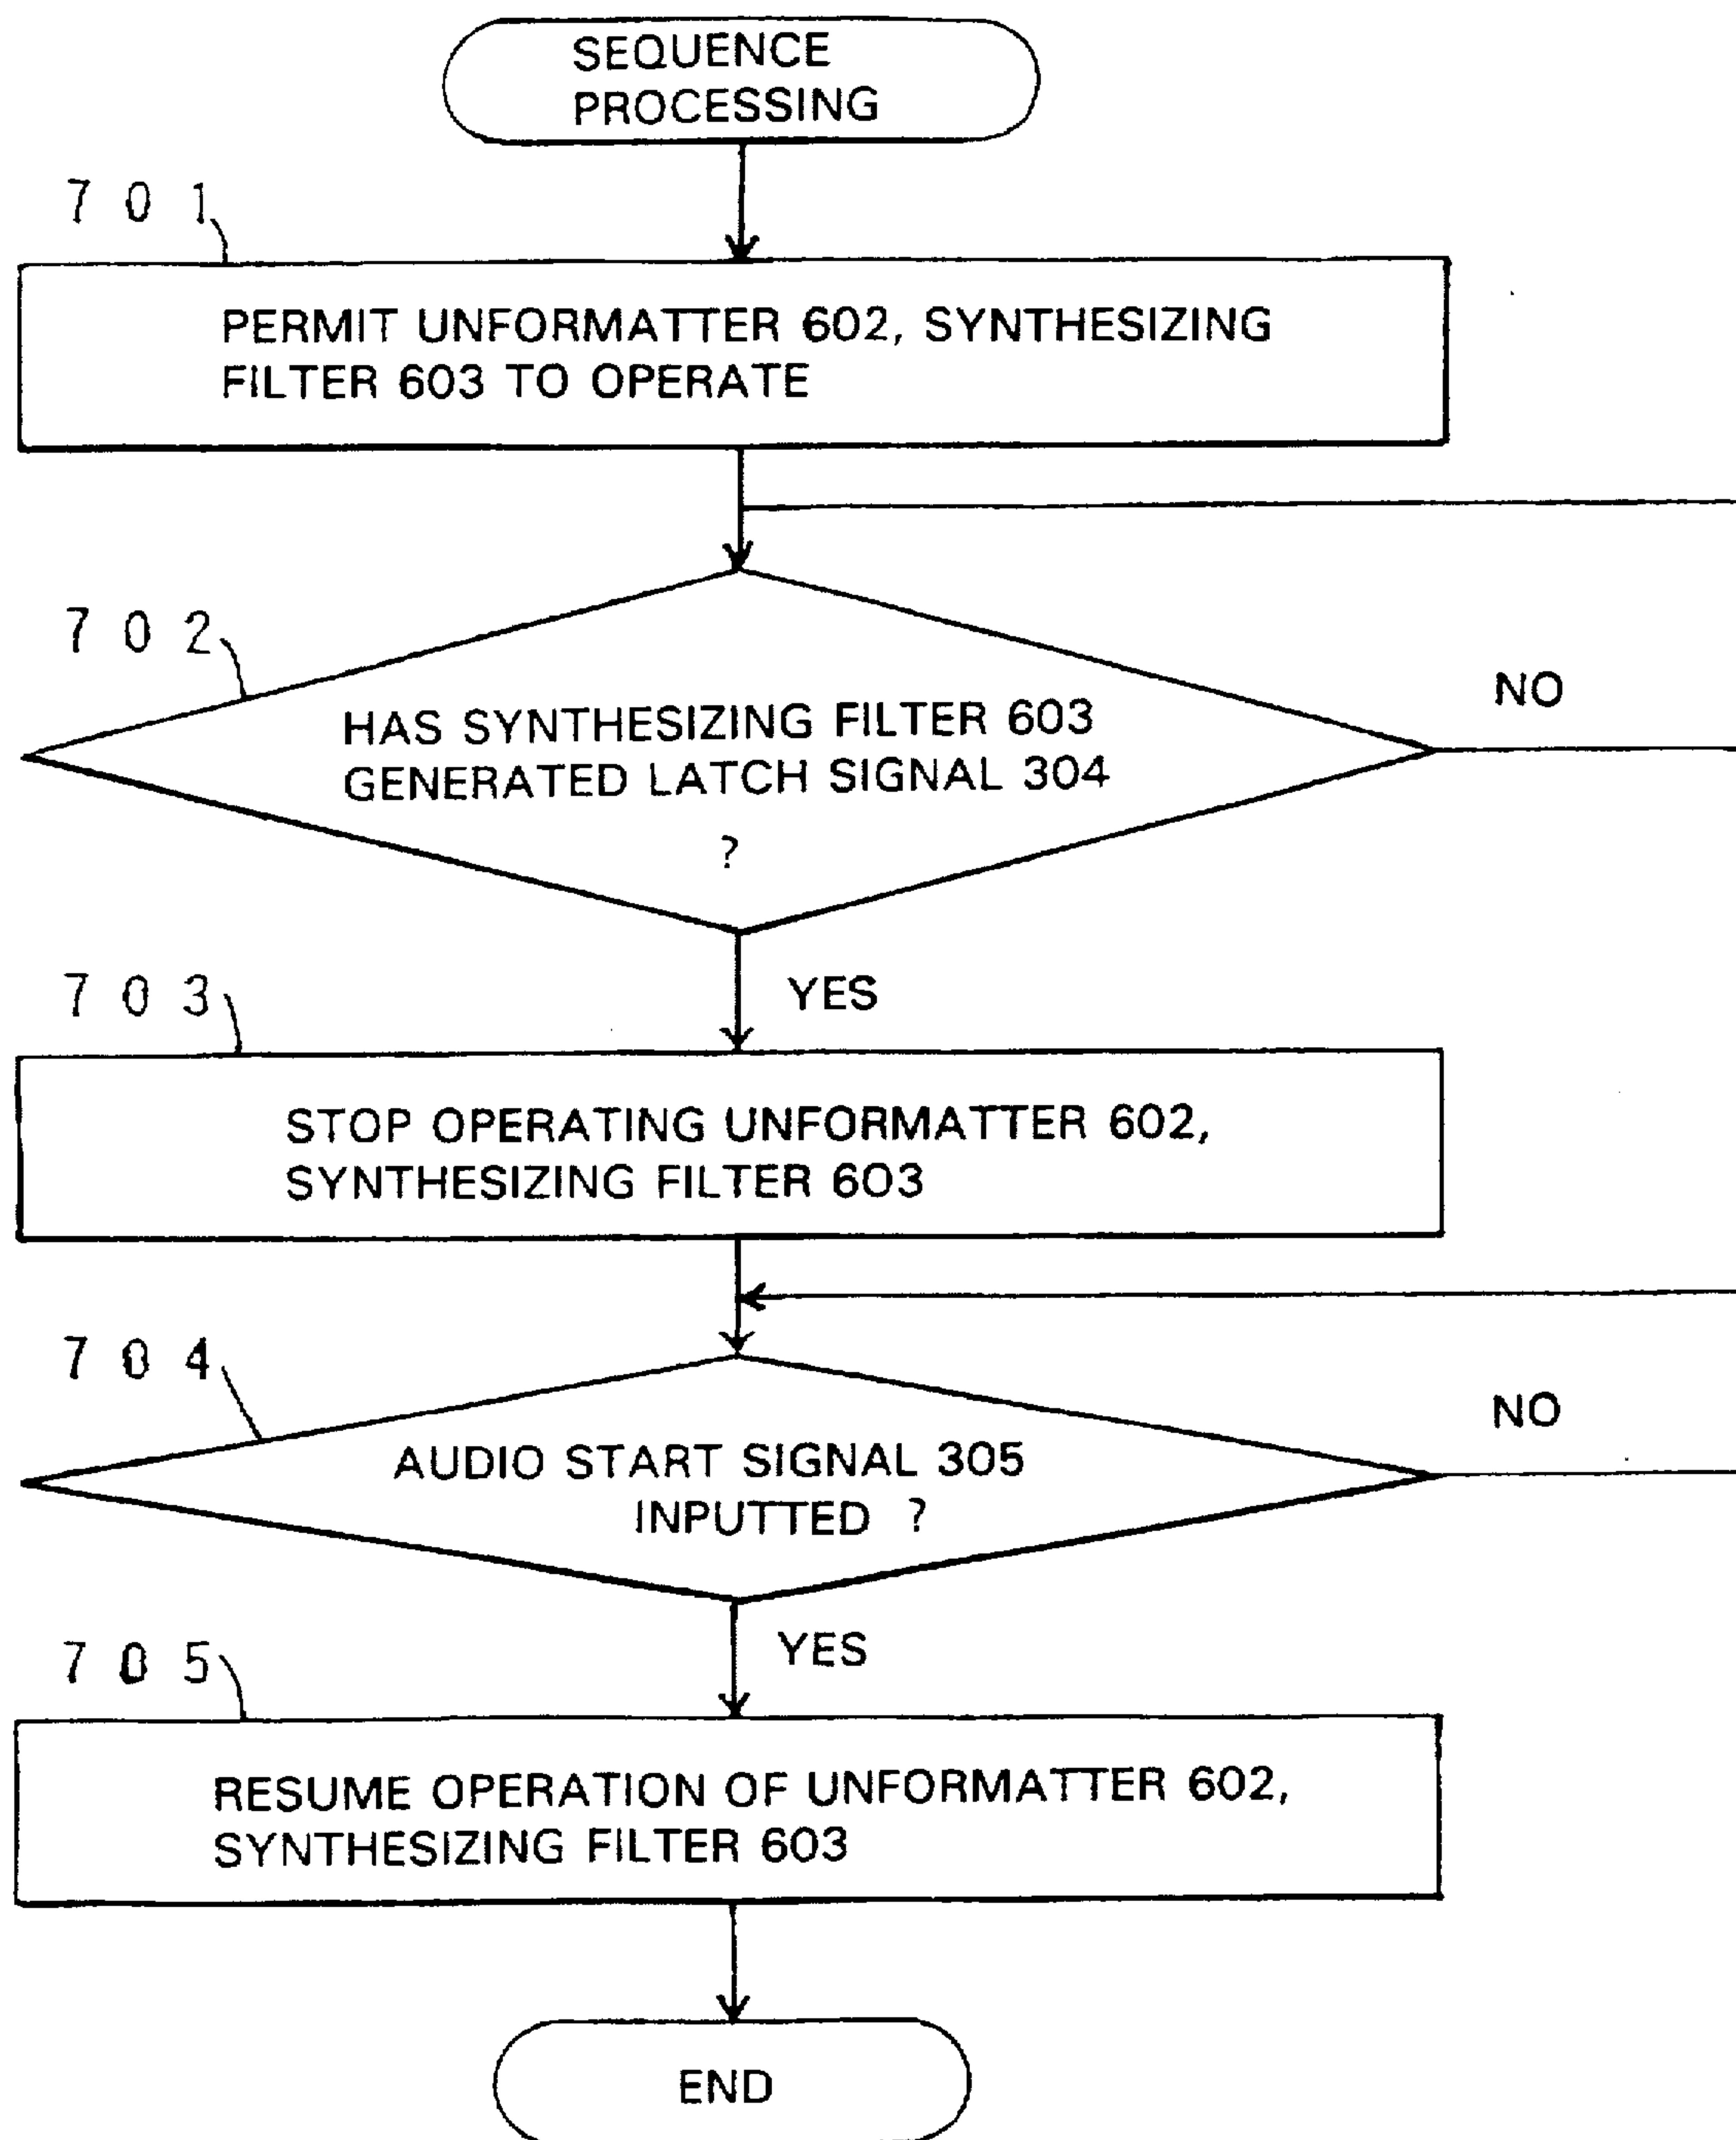 SEQUENCE
PROCESSING
701
PERMIT UNFORMATTER 602, SYNTHESIZING
FILTER 603 TO OPERATE
702
HAS SYNTHESIZING FILTER 603
GENERATED LATCH SIGNAL 304
?
NO
YES
703
STOP OPERATING UNFORMATTER 602,
SYNTHESIZING FILTER 603
704
AUDIO START SIGNAL 305
INPUTTED ?
NO
YES
705
RESUME OPERATION OF UNFORMATTER 602,
SYNTHESIZING FILTER 603
END